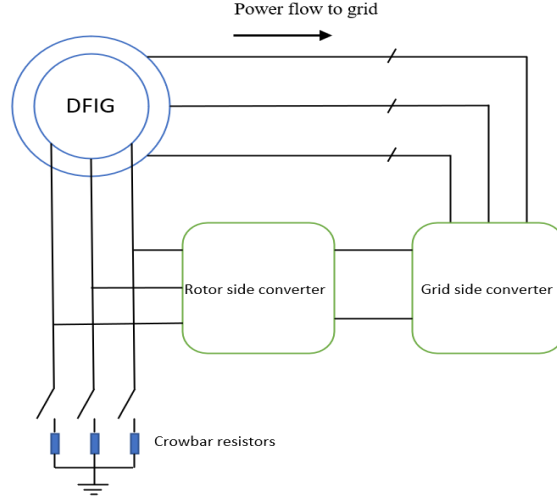 Power flow to grid
DFIG
Rotor side converter
Grid side converter
Crowbar resistors